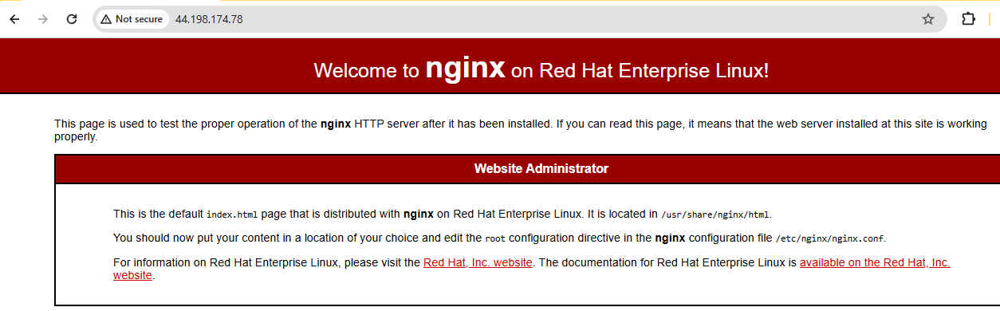 Not secure 44.198.174.78
Welcome to nginx on Red Hat Enterprise Linux!
This page is used to test the proper operation of the nginx HTTP server after it has been installed. If you can read this page, it means that the web server installed at this site is working
properly.
Website Administrator
This is the default index.html page that is distributed with nginx on Red Hat Enterprise Linux. It is located in /usr/share/nginx/html.
You should now put your content in a location of your choice and edit the root configuration directive in the nginx configuration file /etc/nginx/nginx.conf.
For information on Red Hat Enterprise Linux, please visit the Red Hat, Inc. website. The documentation for Red Hat Enterprise Linux is available on the Red Hat, Inc.
website.